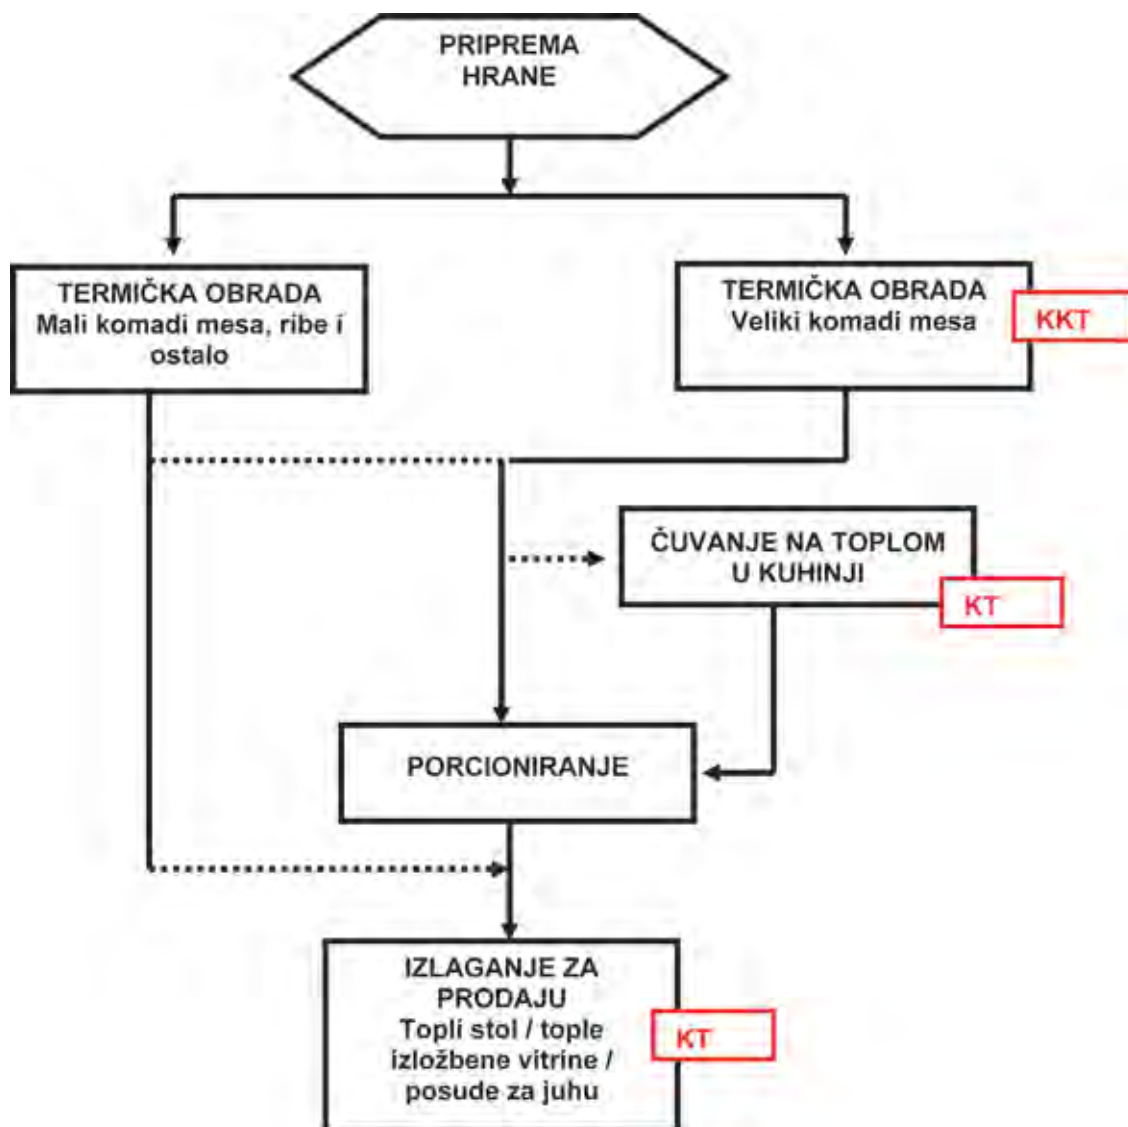 PRIPREMA
HRANE
TERMIČKA OBRADA
Mali komadi mesa, ribe i
ostalo
TERMIČKA OBRADA
Veliki komadi mesa
KKT
ČUVANJE NA TOPLOM
U KUHINJI
KT
PORCIONIRANJE
IZLAGANJE ZA
PRODAJU
Topli stol / tople
izložbene vitrine /
posude za juhu
KT